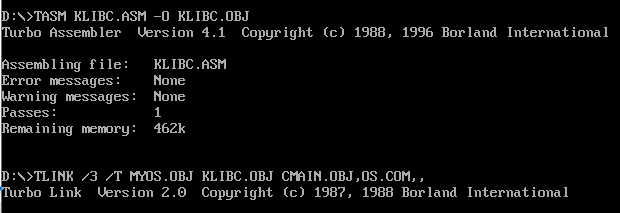 D:\>TASM KLIBC.ASM -O KLIBC.OBJ
Turbo Assembler  Version 4.1  Copyright (c) 1988, 1996 Borland International
Assembling file:   KLIBC.ASM
Error messages:    None
Warning messages:  None
Passes:            1
Remaining memory:  462k
D:\>TLINK /3 /T MYOS.OBJ KLIBC.OBJ CMAIN.OBJ,OS.COM,,
Turbo Link  Version 2.0  Copyright (c) 1987, 1988 Borland International